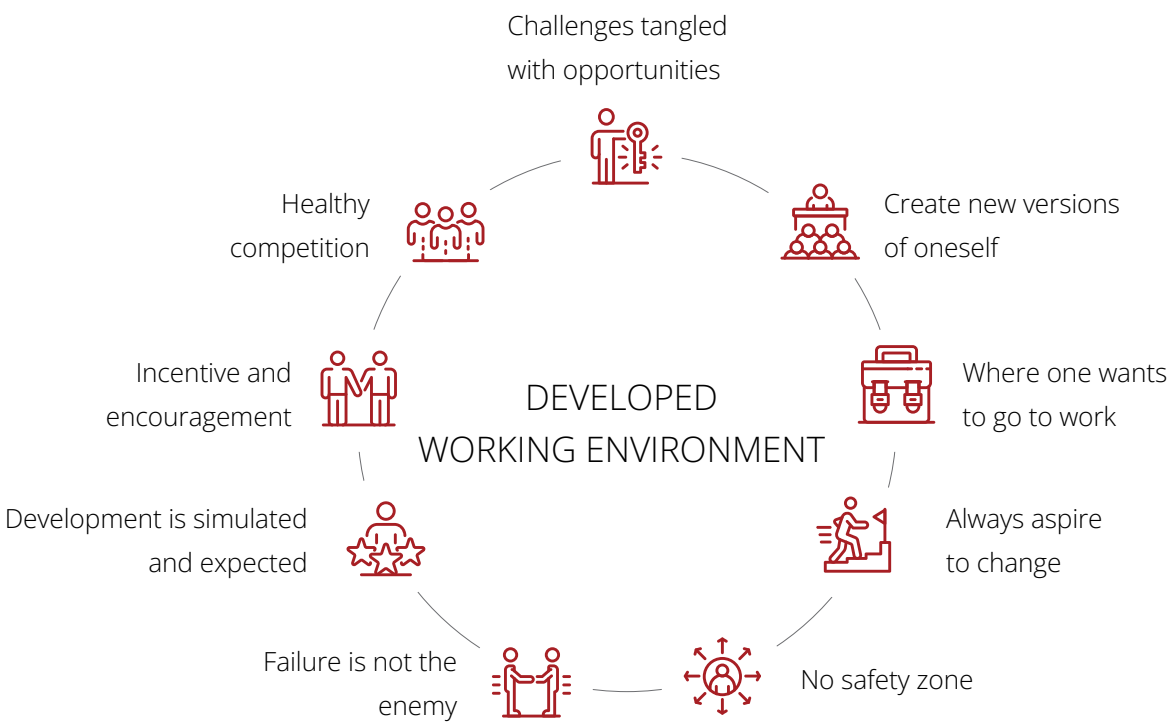 Challenges tangled
with opportunities
Create new versions
of oneself
Where one wants
to go to work
Always aspire
to change
No safety zone
Failure is not the
enemy
Development is simulated
and expected
Incentive and
encouragement
Healthy
competition
DEVELOPED
WORKING ENVIRONMENT